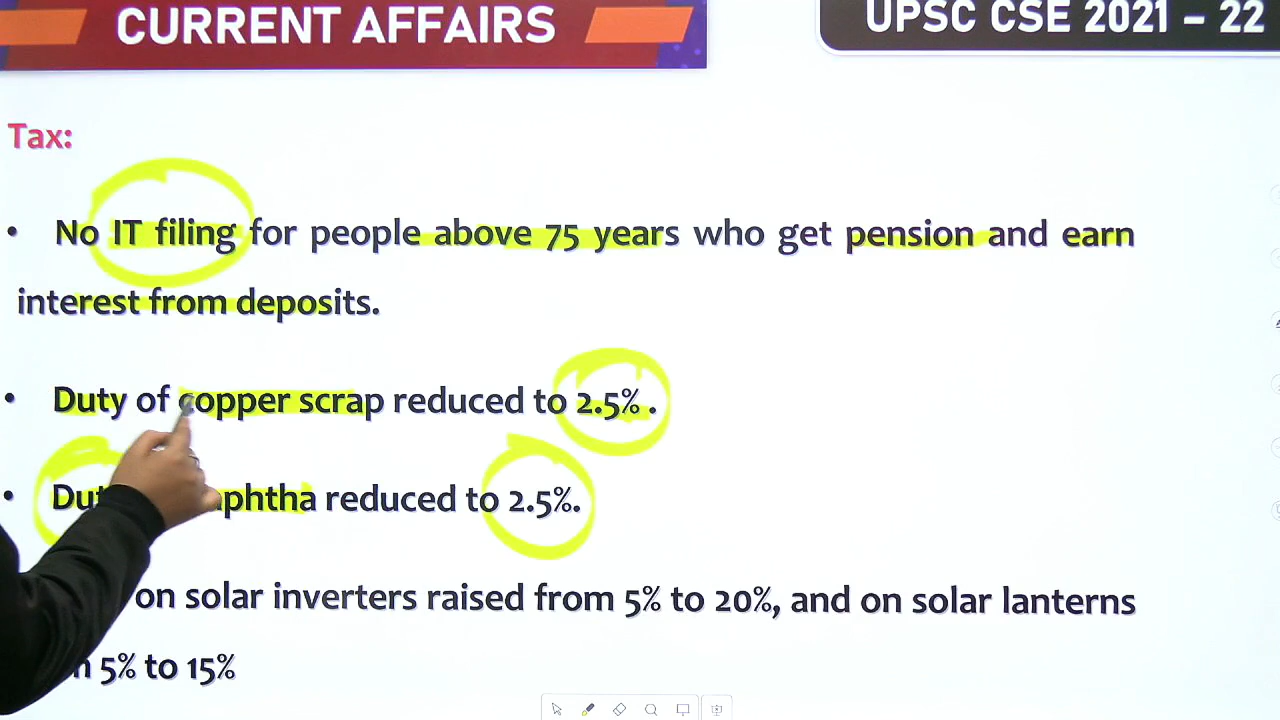 CURRENT AFFAIRS
UPSC CSE 2021 – 22
Tax:
• No IT filing for people above 75 years who get pension and earn
interest from deposits.
• Duty of copper scrap reduced to 2.5% .
• reduced to 2.5%.
on solar inverters raised from 5% to 20%, and on solar lanterns
5% to 15%